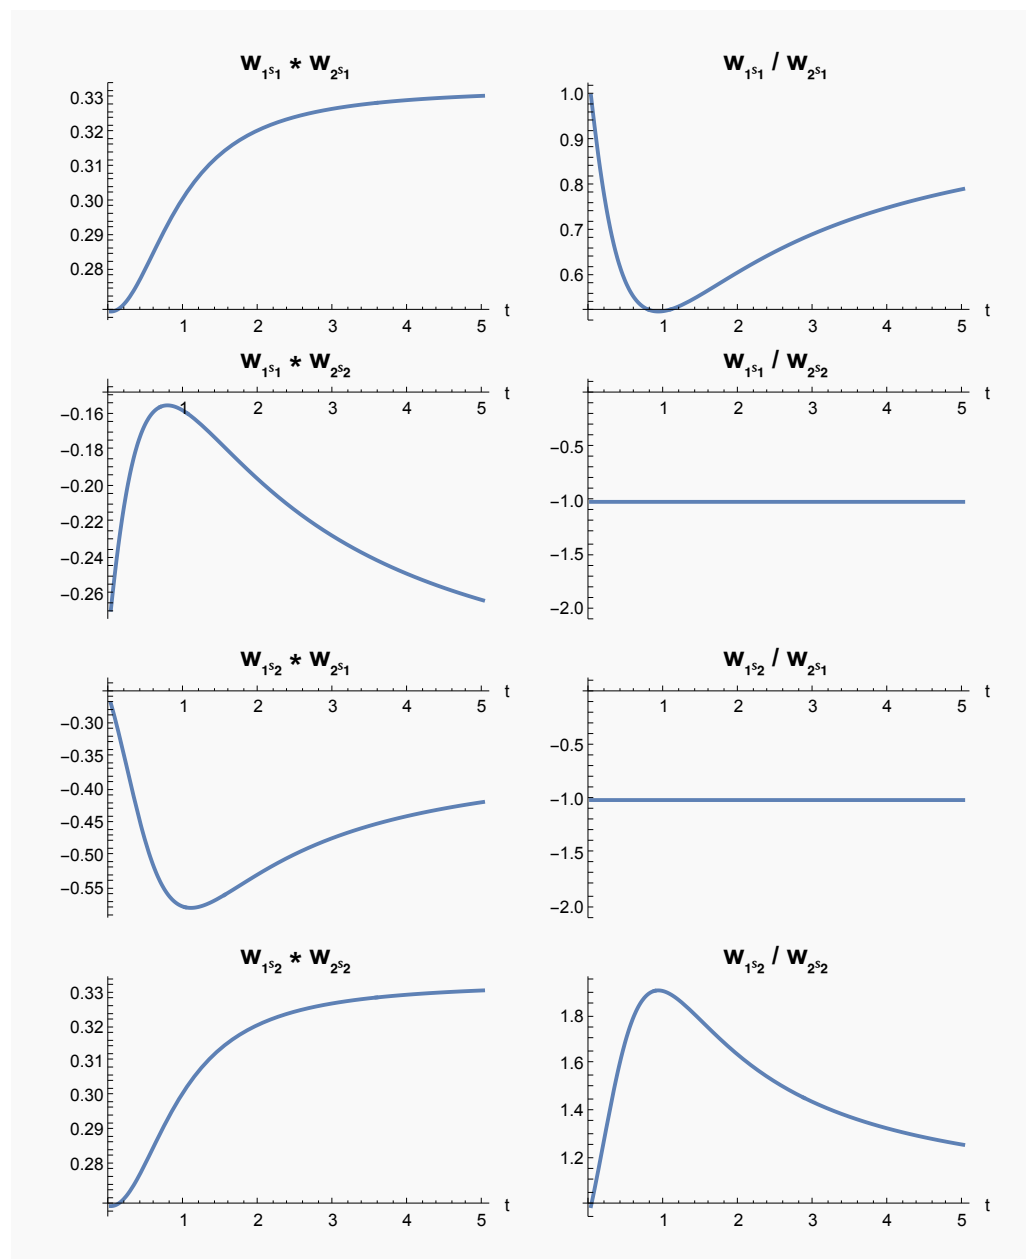 w₁ˢ₁ * w₂ˢ₁
w₁ˢ₁ / w₂ˢ₁
0.33
0.32
0.31
0.30
0.29
0.28
1 2 3 4 5 t
1.0
0.9
0.8
0.7
0.6
1 2 3 4 5 t
w₁ˢ₁ * w₂ˢ₂
w₁ˢ₁ / w₂ˢ₂
1 2 3 4 5 t
−0.16
−0.18
−0.20
−0.22
−0.24
−0.26
1 2 3 4 5 t
−0.5
−1.0
−1.5
−2.0
w₁ˢ₂ * w₂ˢ₁
w₁ˢ₂ / w₂ˢ₁
1 2 3 4 5 t
−0.30
−0.35
−0.40
−0.45
−0.50
−0.55
1 2 3 4 5 t
−0.5
−1.0
−1.5
−2.0
w₁ˢ₂ * w₂ˢ₂
w₁ˢ₂ / w₂ˢ₂
0.33
0.32
0.31
0.30
0.29
0.28
1 2 3 4 5 t
1.8
1.6
1.4
1.2
1 2 3 4 5 t